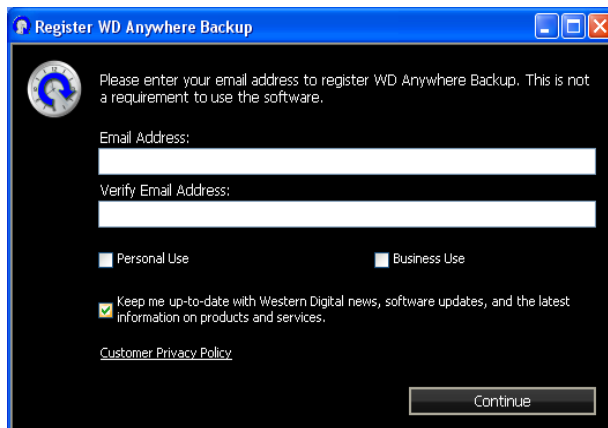 Register WD Anywhere Backup
Please enter your email address to register WD Anywhere Backup. This is not
a requirement to use the software.
Email Address:
Verify Email Address:
Personal Use
Business Use
Keep me up-to-date with Western Digital news, software updates, and the latest
information on products and services.
Customer Privacy Policy
Continue